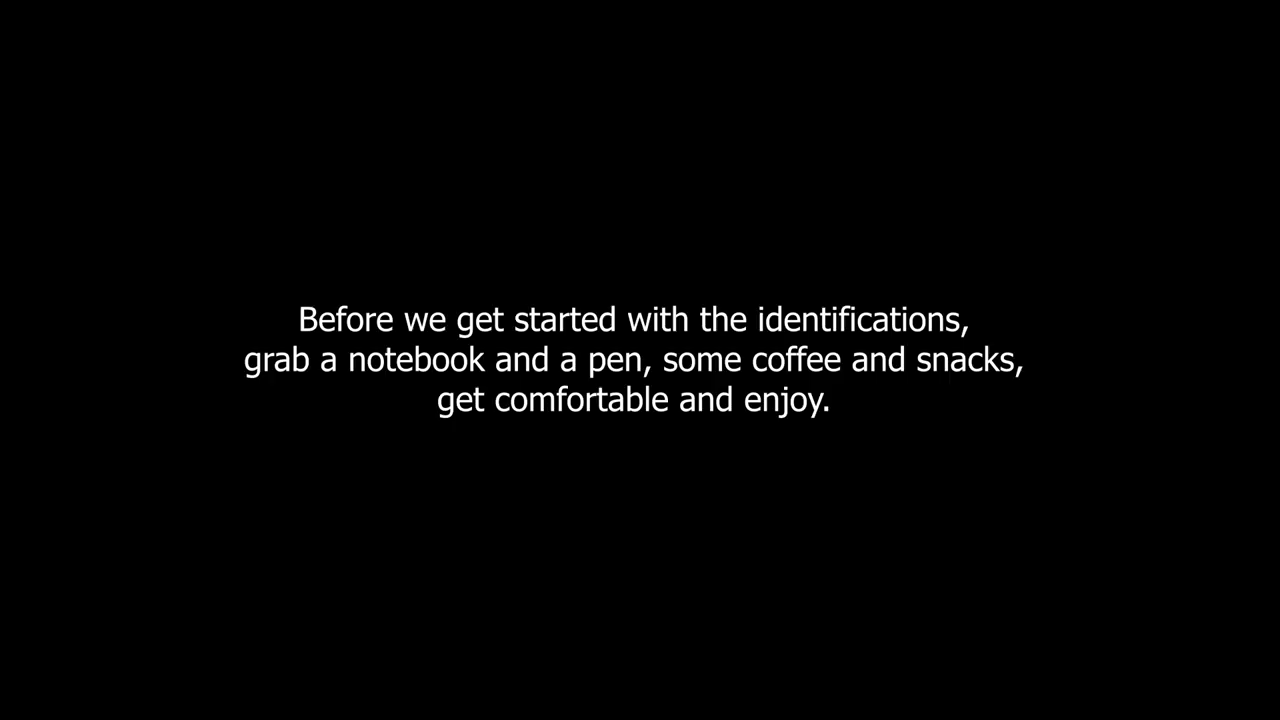 Before we get started with the identifications,
grab a notebook and a pen, some coffee and snacks,
get comfortable and enjoy.